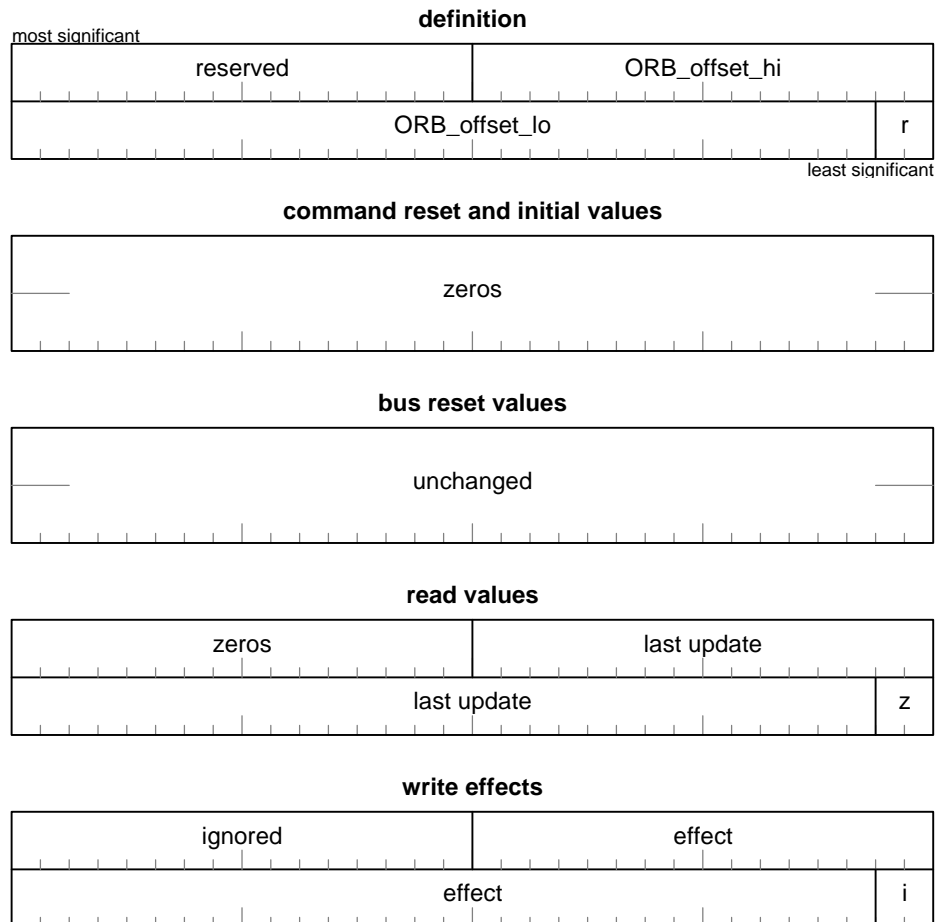 definition
most significant
reserved ORB_offset_hi
ORB_offset_lo r
least significant
command reset and initial values
zeros
bus reset values
unchanged
read values
zeros last update
last update z
write effects
ignored effect
effect i